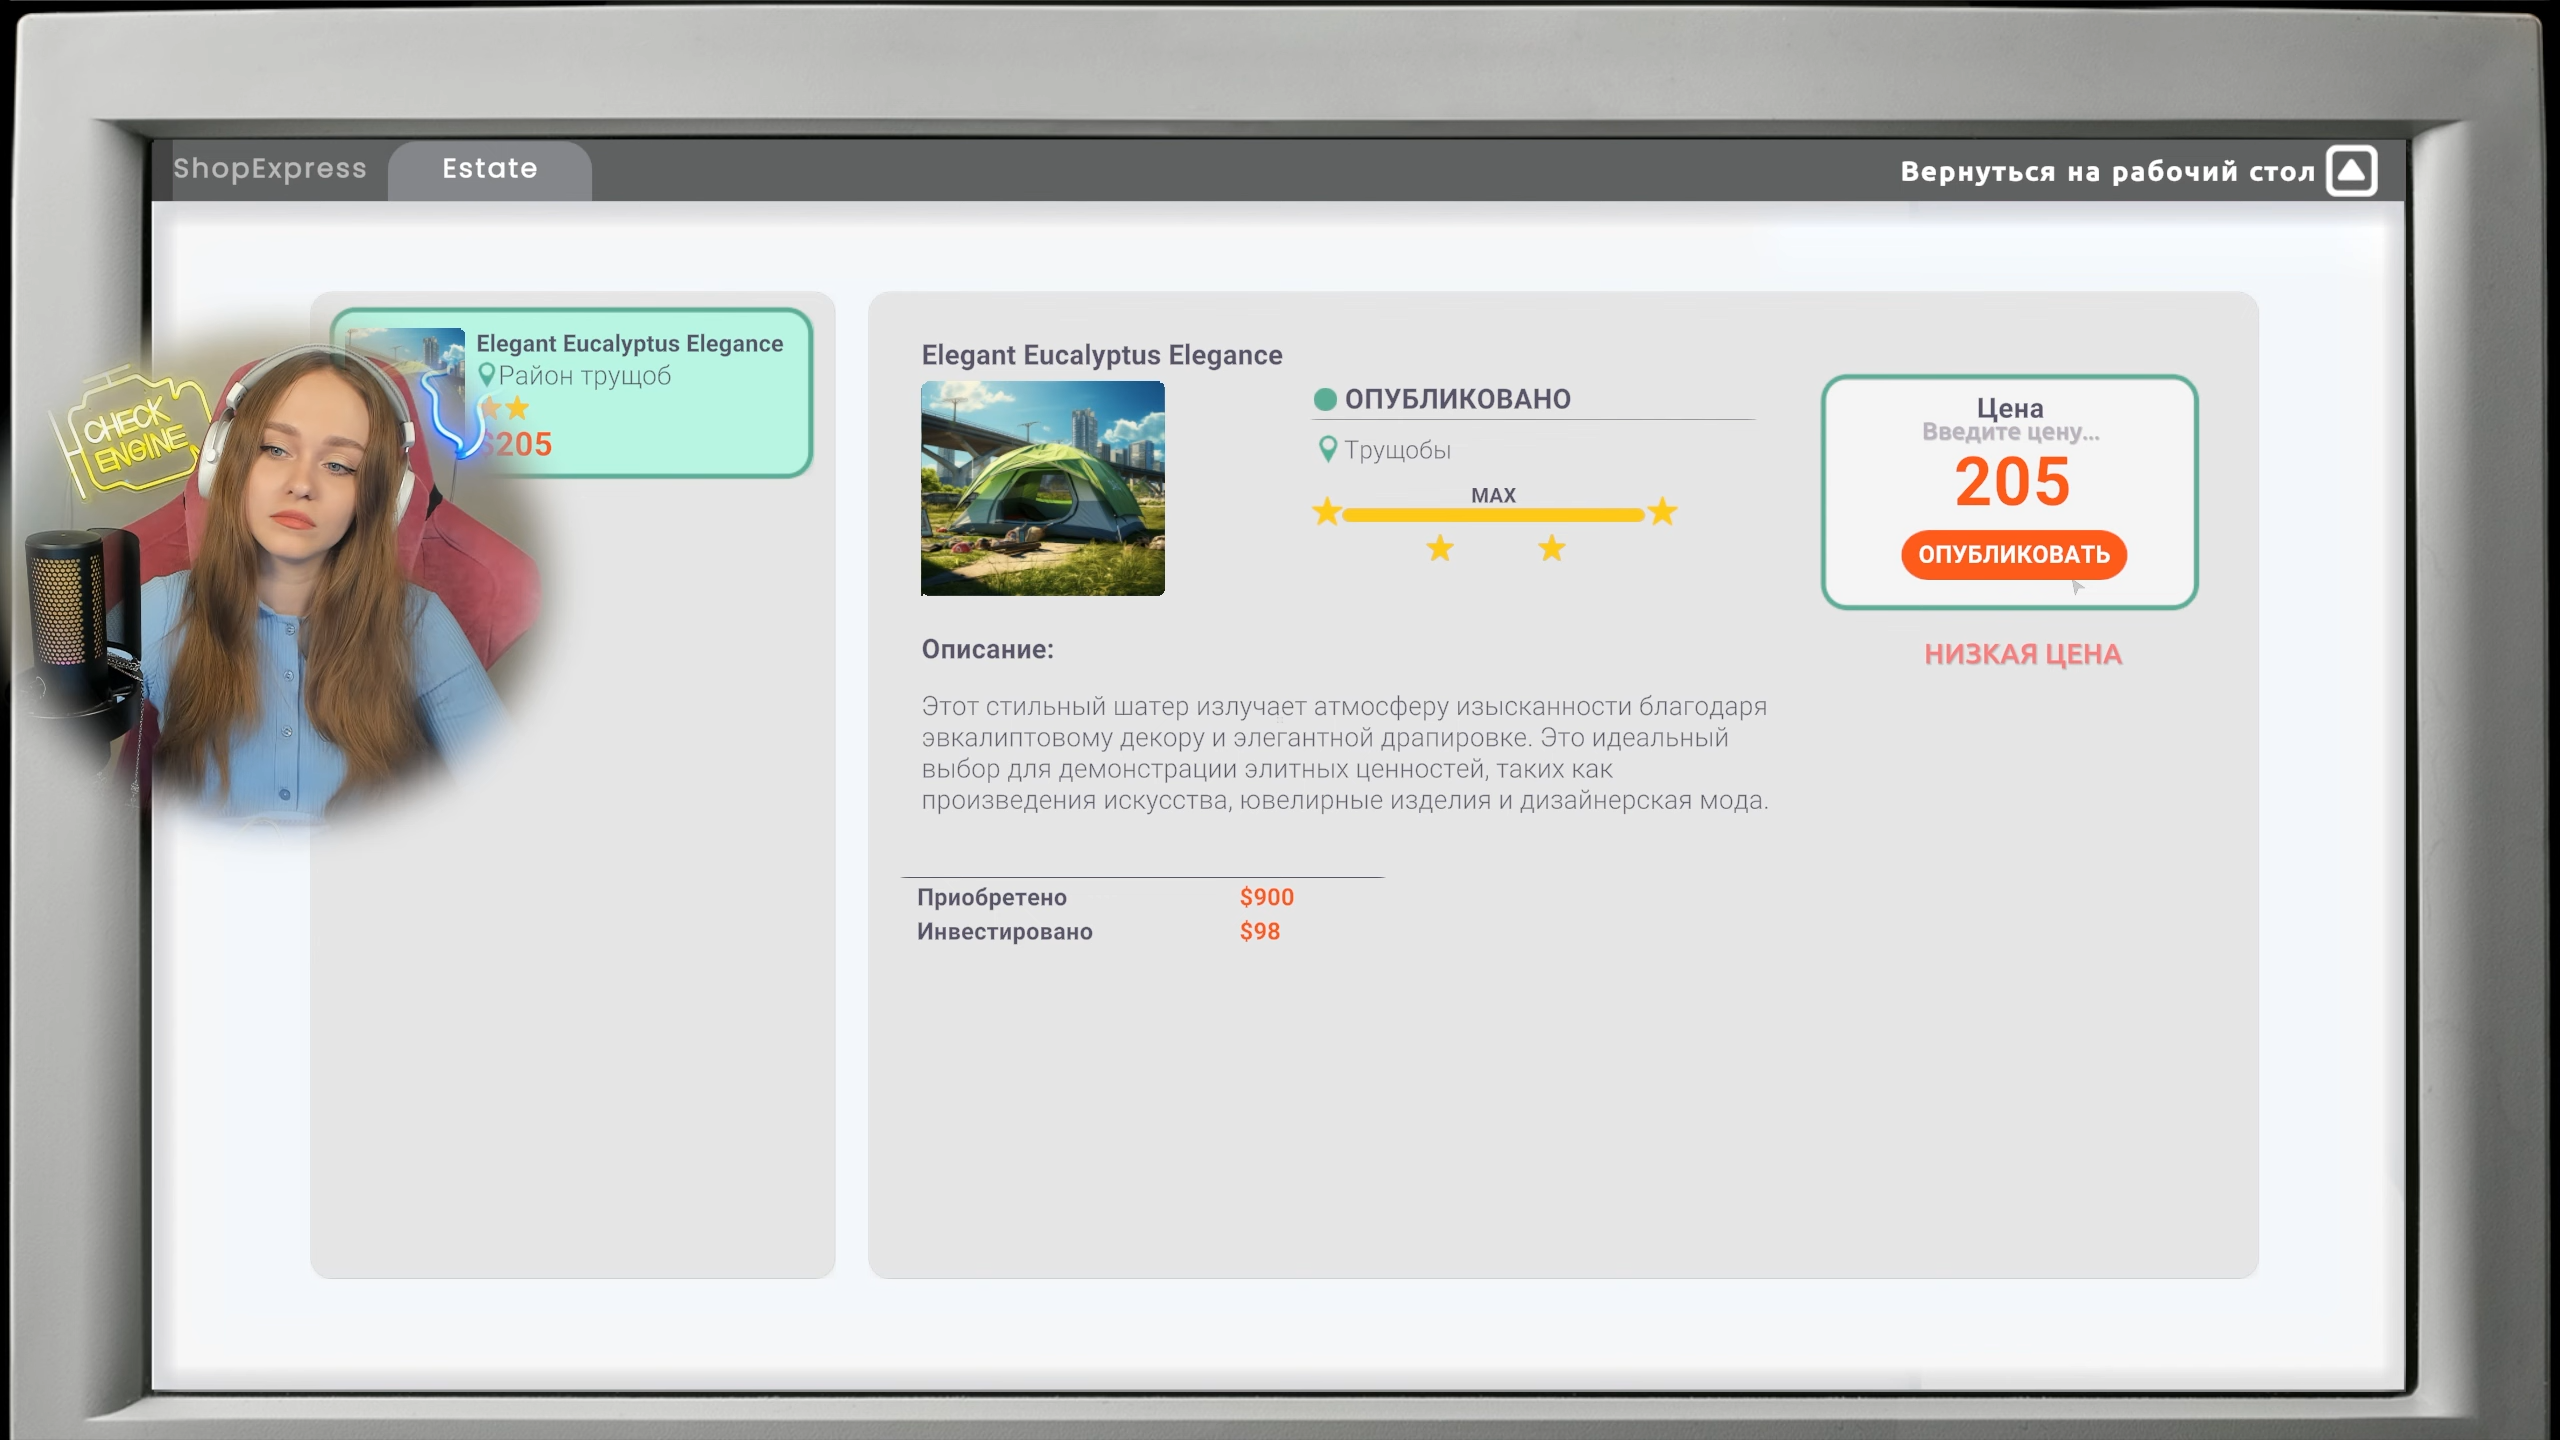 ShopExpress
Estate
Вернуться на рабочий стол
Elegant Eucalyptus Elegance
Район трущоб
$205
CHECK
ENGINE
Elegant Eucalyptus Elegance
ОПУБЛИКОВАНО
Трущобы
MAX
Цена
Введите цену...
205
ОПУБЛИКОВАТЬ
НИЗКАЯ ЦЕНА
Описание:
Этот стильный шатер излучает атмосферу изысканности благодаря
эвкалиптовому декору и элегантной драпировке. Это идеальный
выбор для демонстрации элитных ценностей, таких как
произведения искусства, ювелирные изделия и дизайнерская мода.
Приобретено $900
Инвестировано $98